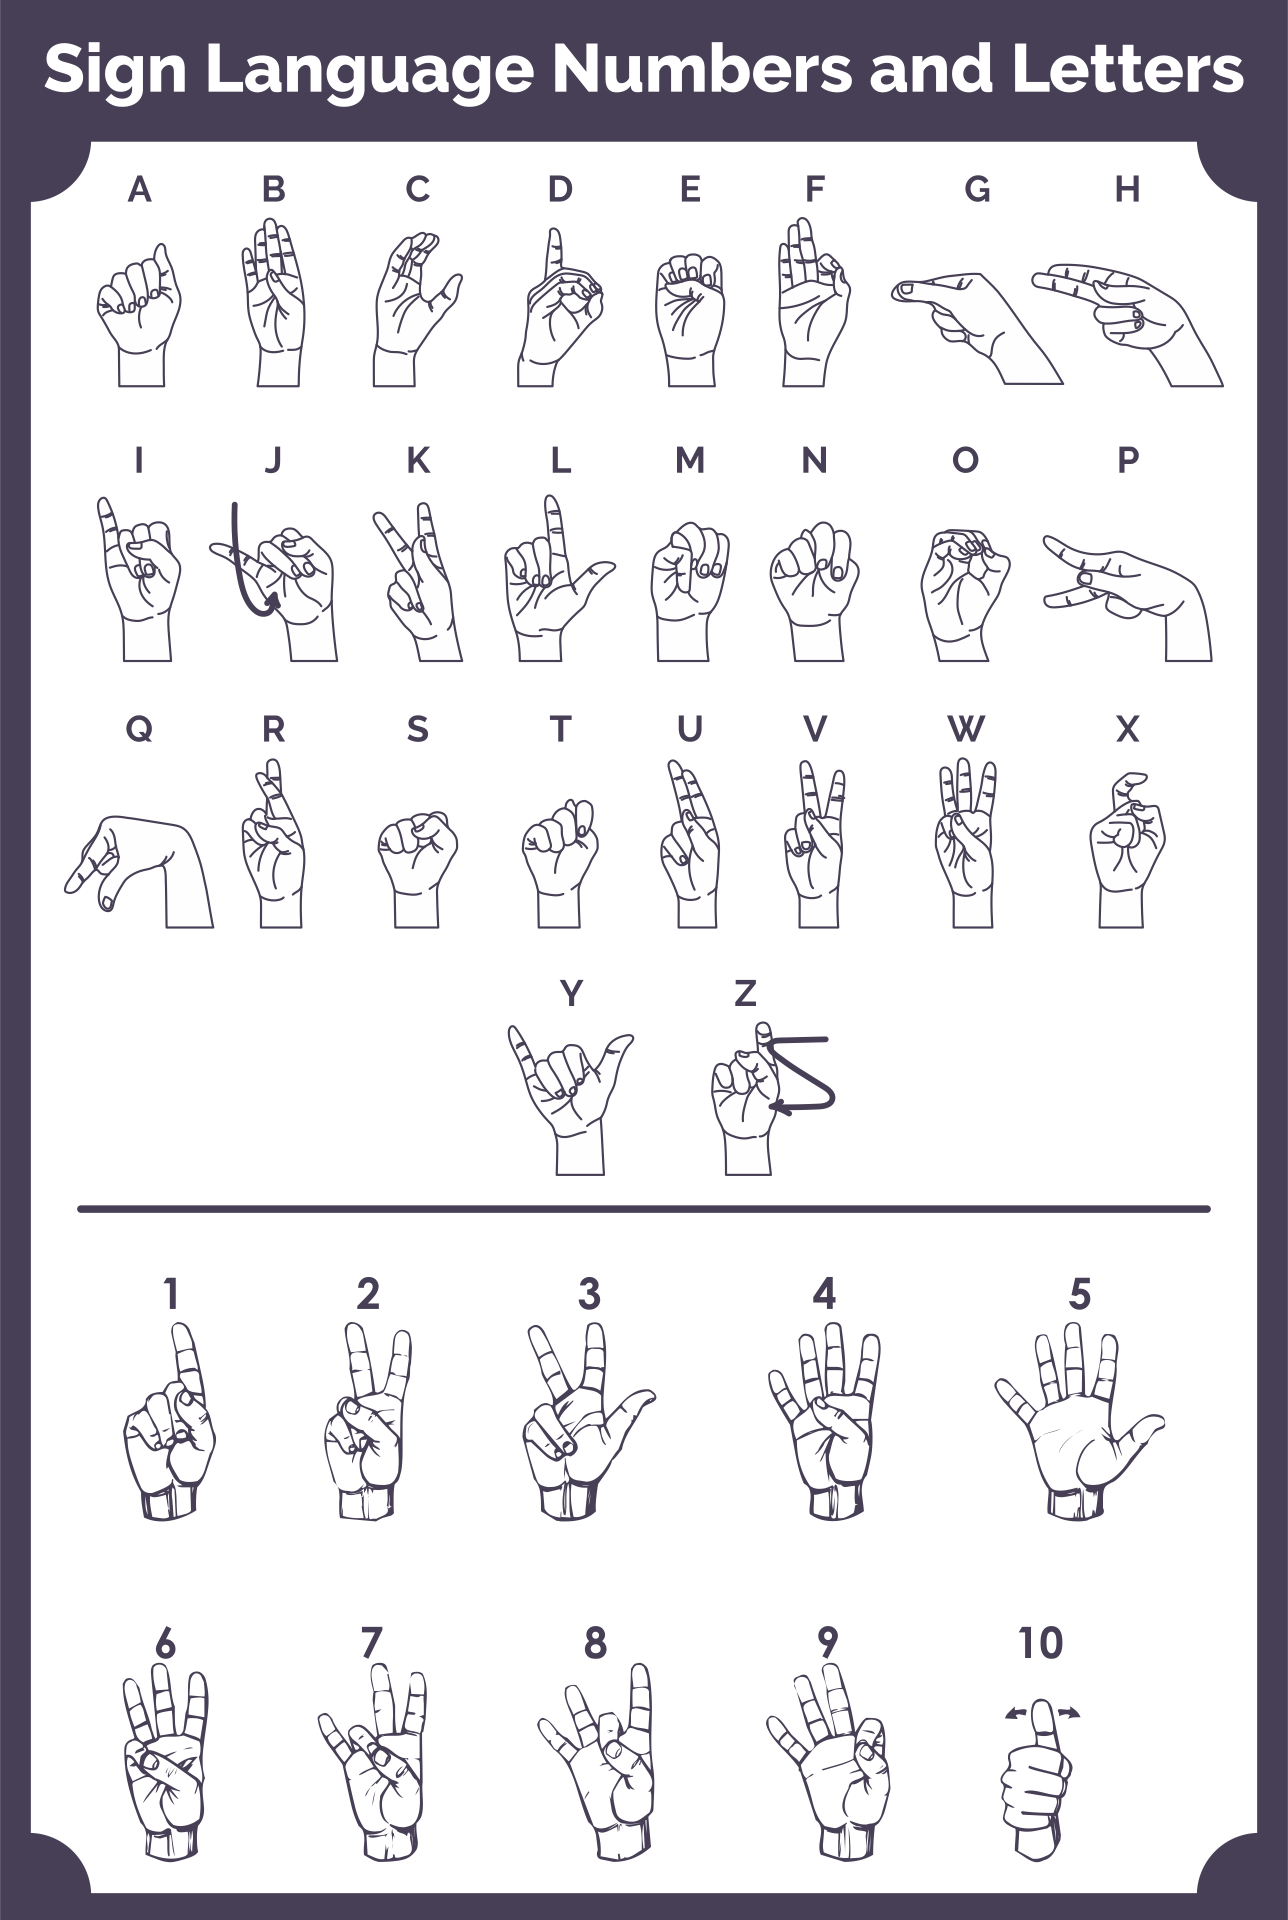 Sign Language Numbers and Letters
A B C D E F G H
I J K L M N O P
Q R S T U V W X
Y Z
1 2 3 4 5
6 7 8 9 10